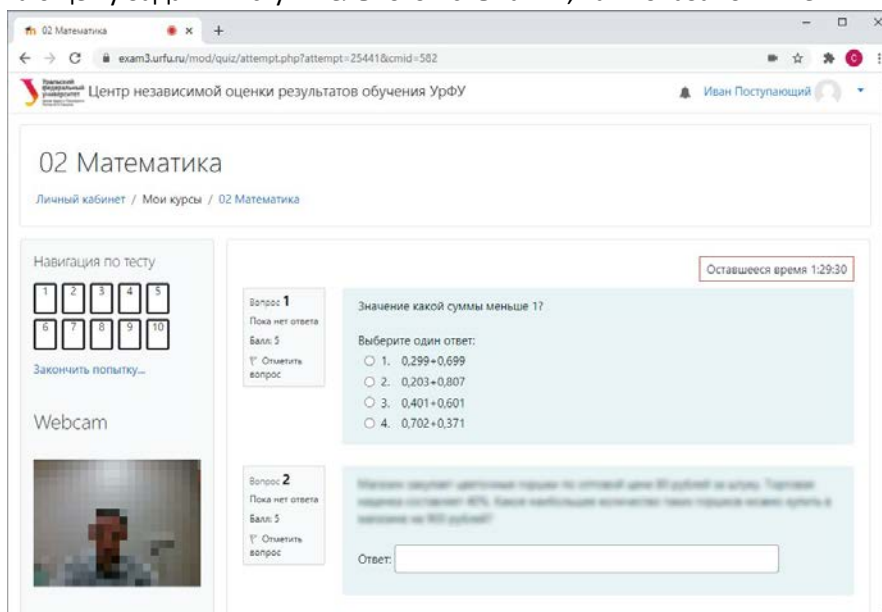 02 Математика
exam3.urfu.ru/mod/quiz/attempt.php?attempt=25441&cmid=582
Уральский федеральный университет
Центр независимой оценки результатов обучения УрФУ
Иван Поступающий
02 Математика
Личный кабинет / Мои курсы / 02 Математика
Навигация по тесту
1 2 3 4 5
6 7 8 9 10
Закончить попытку...
Webcam
Оставшееся время 1:29:30
Вопрос 1
Пока нет ответа
Балл: 5
Отметить
вопрос
Значение какой суммы меньше 1?
Выберите один ответ:
1. 0,299+0,699
2. 0,203+0,807
3. 0,401+0,601
4. 0,702+0,371
Вопрос 2
Пока нет ответа
Балл: 5
Отметить
вопрос
Ответ: